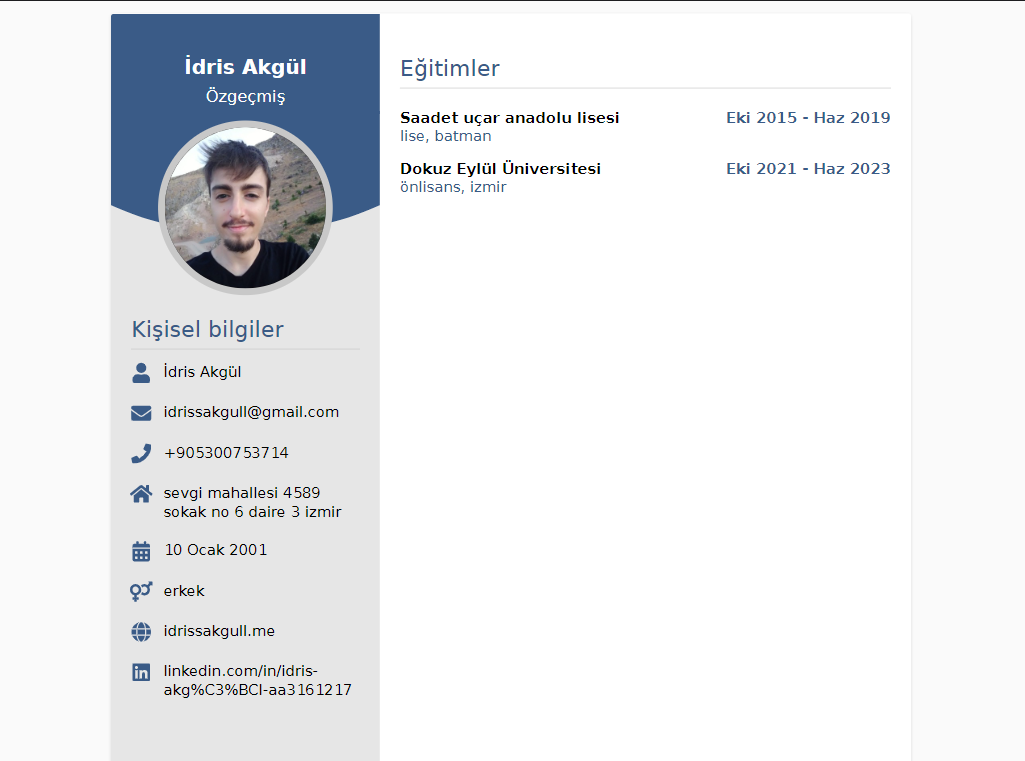 İdris Akgül
Özgeçmiş
Kişisel bilgiler
İdris Akgül
idrissakgull@gmail.com
+905300753714
sevgi mahallesi 4589
sokak no 6 daire 3 izmir
10 Ocak 2001
erkek
idrissakgull.me
linkedin.com/in/idris-
akg%C3%BCl-aa3161217
Eğitimler
Saadet uçar anadolu lisesi Eki 2015 - Haz 2019
lise, batman
Dokuz Eylül Üniversitesi Eki 2021 - Haz 2023
önlisans, izmir